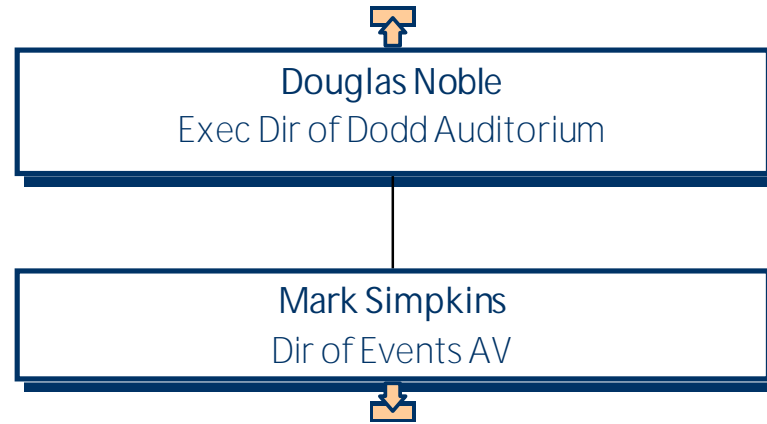 Douglas Noble
Exec Dir of Dodd Auditorium
Mark Simpkins
Dir of Events AV